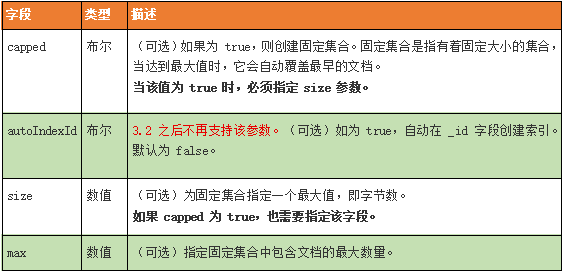 字段 类型 描述
capped 布尔 （可选）如果为 true，则创建固定集合。固定集合是指有着固定大小的集合，
当达到最大值时，它会自动覆盖最早的文档。
当该值为 true 时，必须指定 size 参数。
autoIndexId 布尔 3.2 之后不再支持该参数。（可选）如为 true，自动在 _id 字段创建索引。
默认为 false。
size 数值 （可选）为固定集合指定一个最大值，即字节数。
如果 capped 为 true，也需要指定该字段。
max 数值 （可选）指定固定集合中包含文档的最大数量。